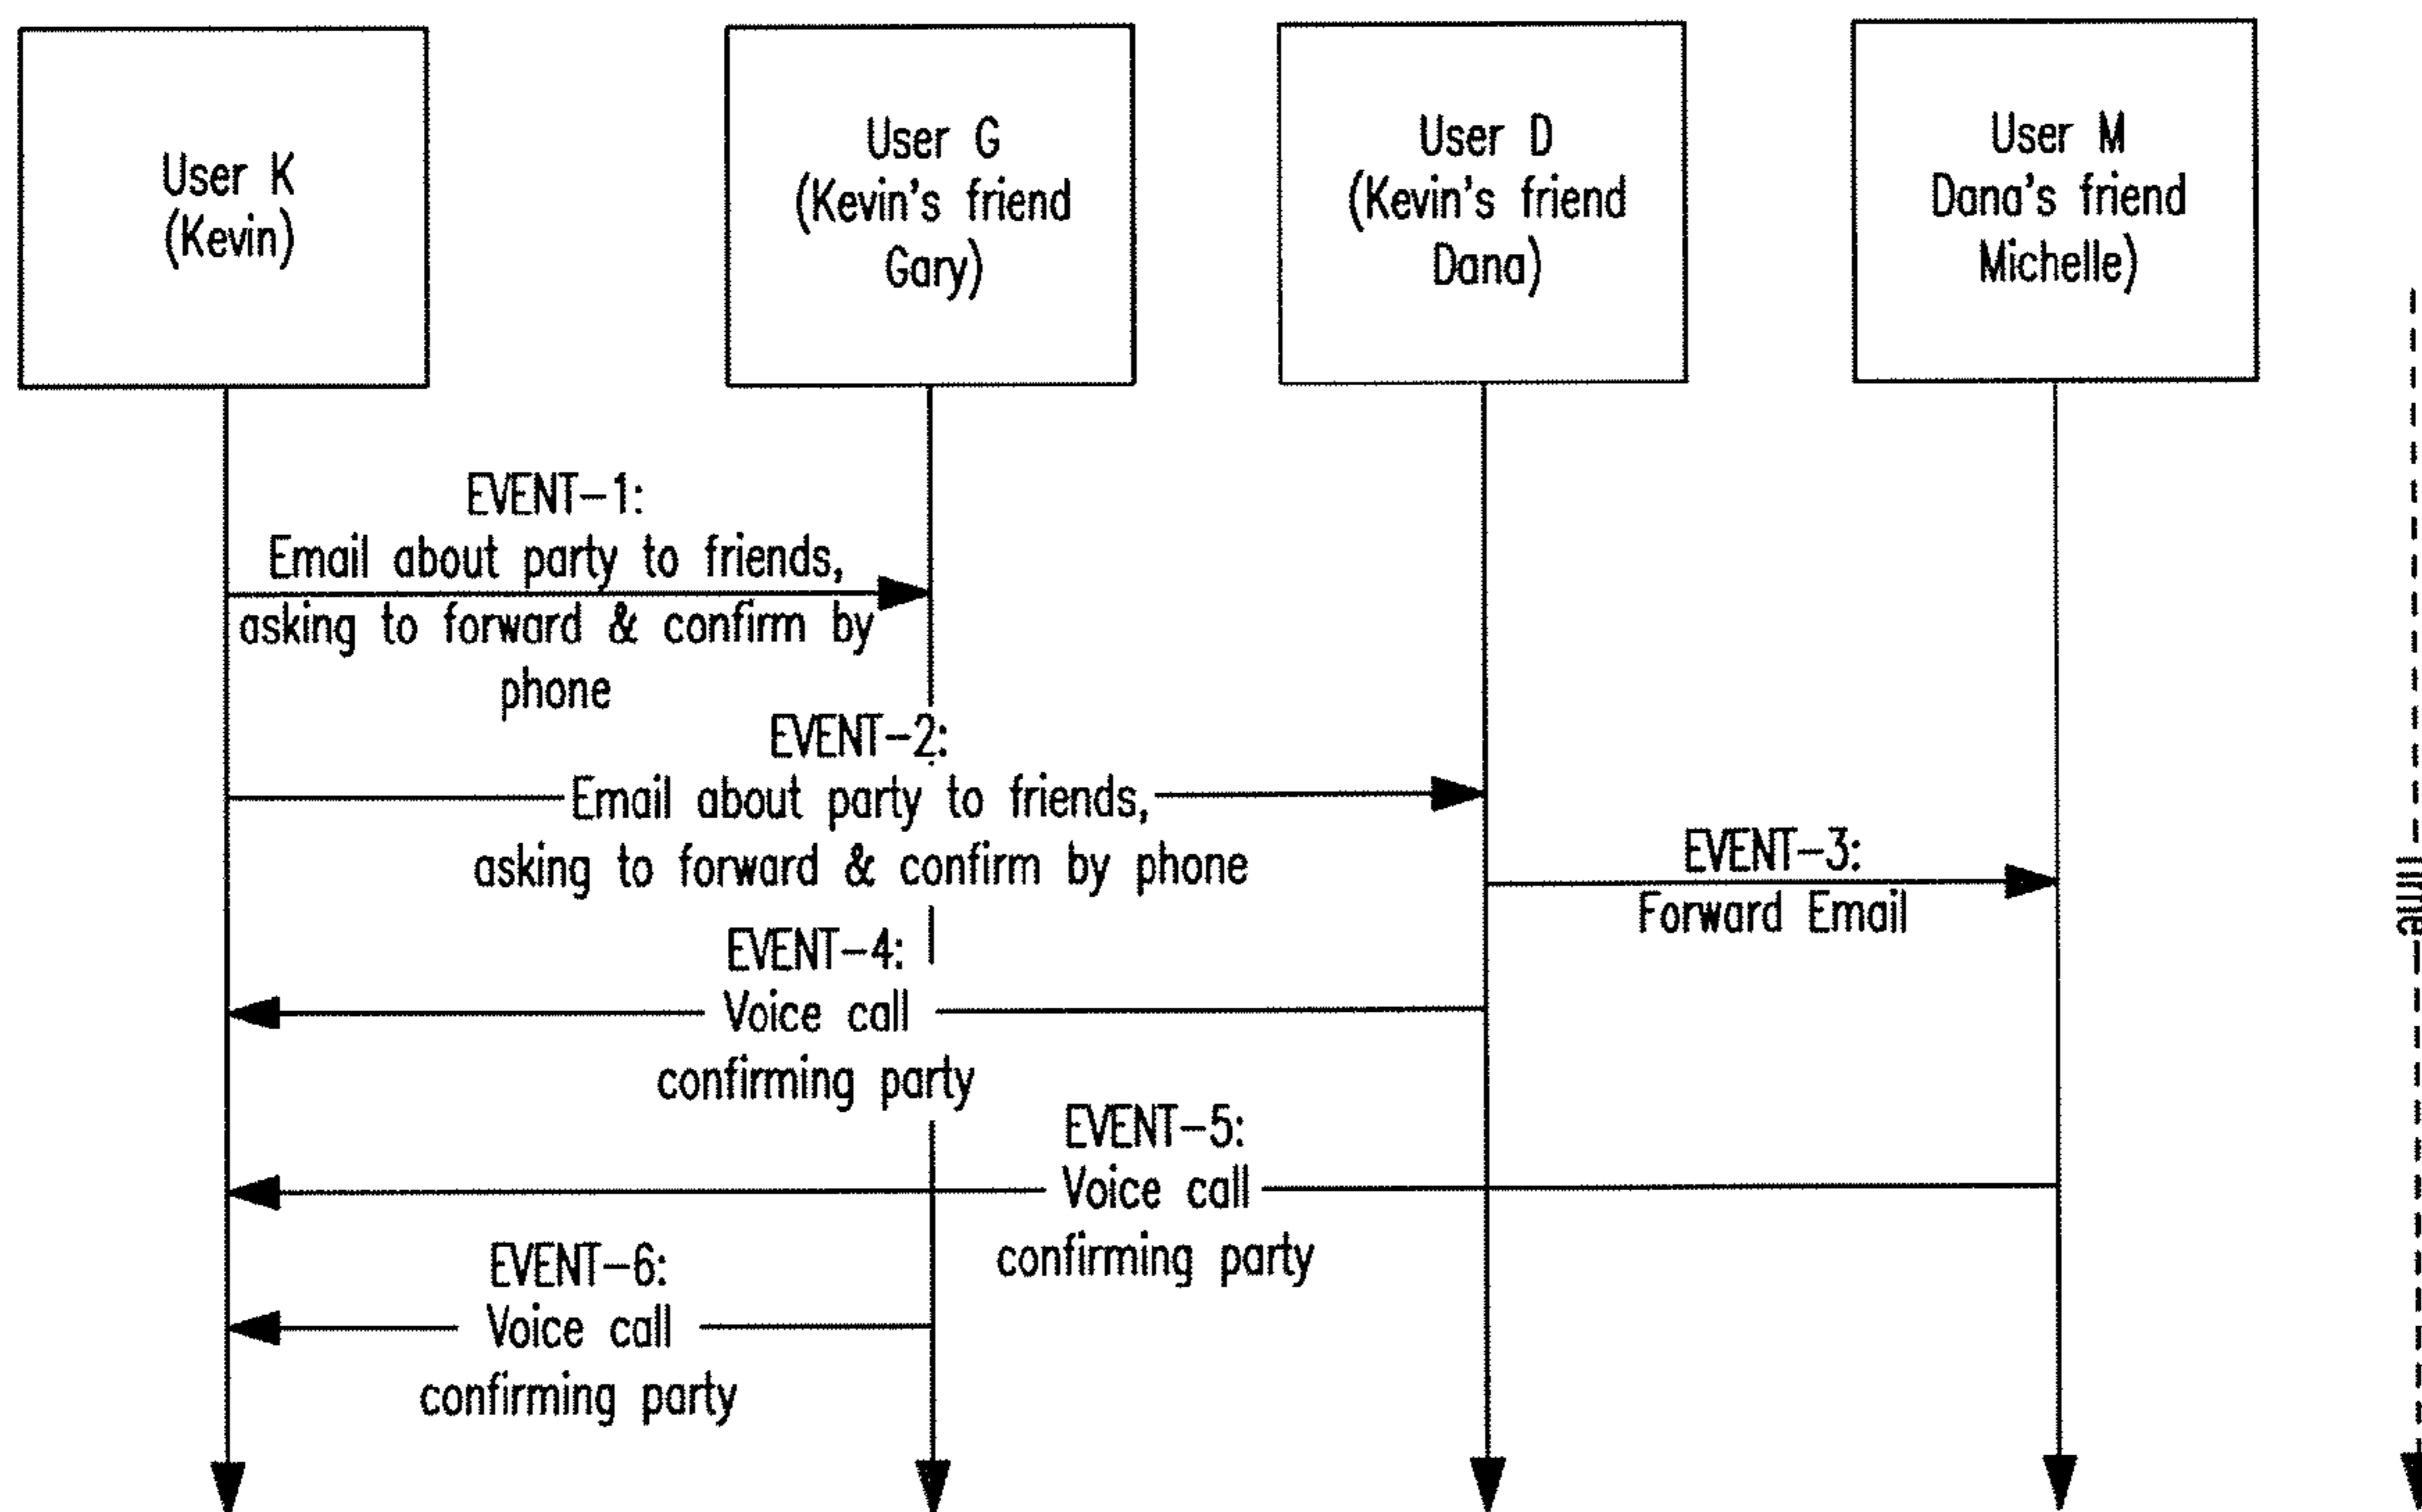 User K
(Kevin)
User G
(Kevin's friend
Gary)
User D
(Kevin's friend
Dana)
User M
Dana's friend
Michelle)
EVENT-1:
Email about party to friends,
asking to forward & confirm by
phone
EVENT-2:
Email about party to friends,
asking to forward & confirm by phone
EVENT-3:
Forward Email
EVENT-4:
Voice call
confirming party
EVENT-5:
Voice call
confirming party
EVENT-6:
Voice call
confirming party